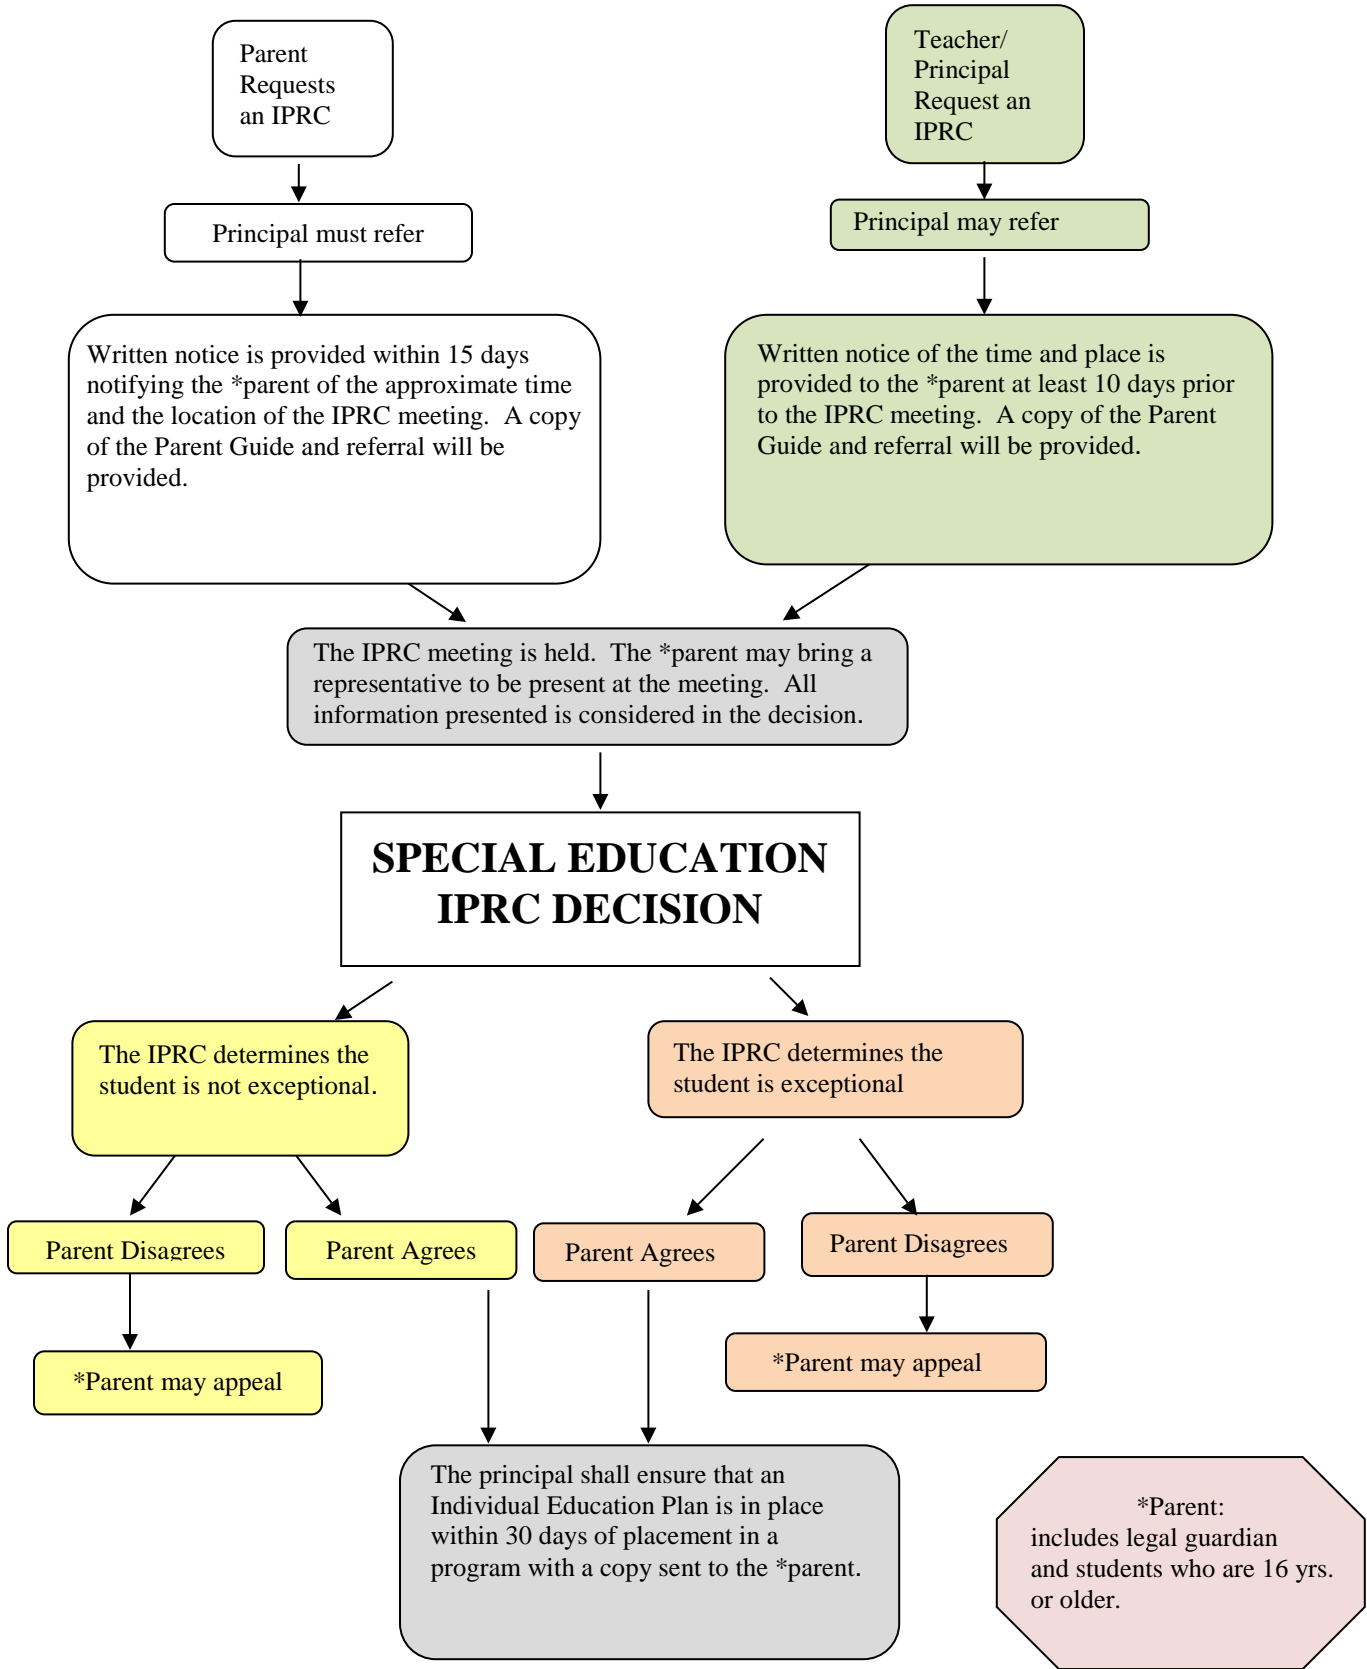 Parent
Requests
an IPRC
Teacher/
Principal
Request an
IPRC
Principal must refer
Principal may refer
Written notice is provided within 15 days
notifying the *parent of the approximate time
and the location of the IPRC meeting.  A copy
of the Parent Guide and referral will be
provided.
Written notice of the time and place is
provided to the *parent at least 10 days prior
to the IPRC meeting.  A copy of the Parent
Guide and referral will be provided.
The IPRC meeting is held.  The *parent may bring a
representative to be present at the meeting.  All
information presented is considered in the decision.
SPECIAL EDUCATION
IPRC DECISION
The IPRC determines the
student is not exceptional.
The IPRC determines the
student is exceptional
Parent Disagrees
Parent Agrees
Parent Agrees
Parent Disagrees
*Parent may appeal
*Parent may appeal
The principal shall ensure that an
Individual Education Plan is in place
within 30 days of placement in a
program with a copy sent to the *parent.
*Parent:
includes legal guardian
and students who are 16 yrs.
or older.